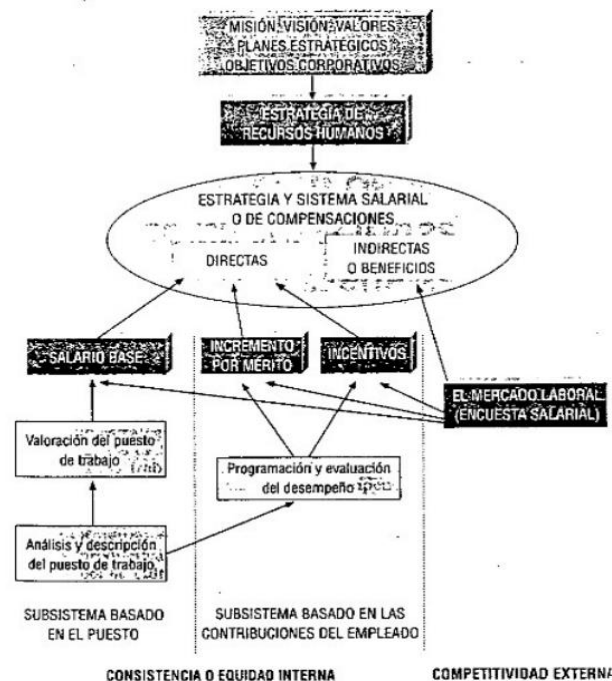 MISIÓN, VISIÓN, VALORES
PLANES ESTRATÉGICOS
OBJETIVOS CORPORATIVOS
ESTRATEGIA DE
RECURSOS HUMANOS
ESTRATEGIA Y SISTEMA SALARIAL
O DE COMPENSACIONES
DIRECTAS
INDIRECTAS
O BENEFICIOS
SALARIO BASE
INCREMENTO
POR MÉRITO
INCENTIVOS
EL MERCADO LABORAL
(ENCUESTA SALARIAL)
Valoración del puesto
de trabajo
Programación y evaluación
del desempeño
Análisis y descripción
del puesto de trabajo
SUBSISTEMA BASADO
EN EL PUESTO
SUBSISTEMA BASADO EN LAS
CONTRIBUCIONES DEL EMPLEADO
CONSISTENCIA O EQUIDAD INTERNA
COMPETITIVIDAD EXTERNA